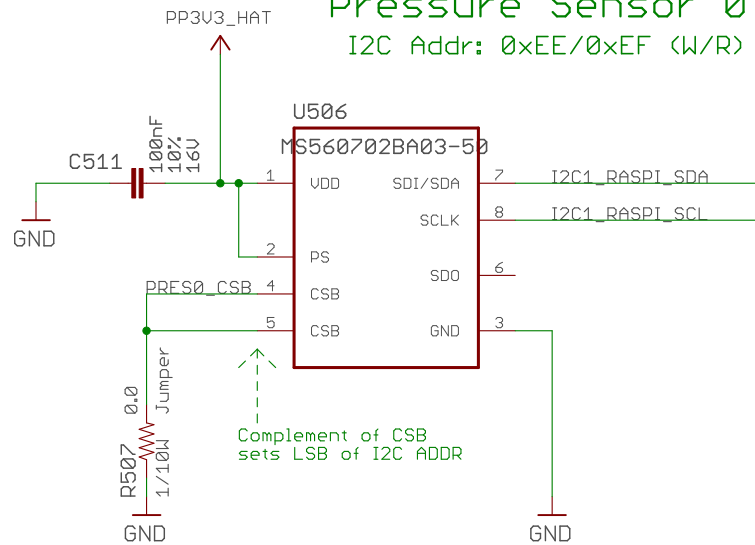 Pressure Sensor 0
I2C Addr: 0xEE/0xEF (W/R)
PP3V3_HAT
U506
MS560702BA03-50
C511
100nF
10%
16V
GND
1
VDD
2
PS
PRES0_CSB
4
CSB
5
CSB
SDI/SDA
7
I2C1_RASPI_SDA
SCLK
8
I2C1_RASPI_SCL
SDO
6
GND
3
Complement of CSB
sets LSB of I2C ADDR
R507
0.0
Jumper
1/10W
GND
GND